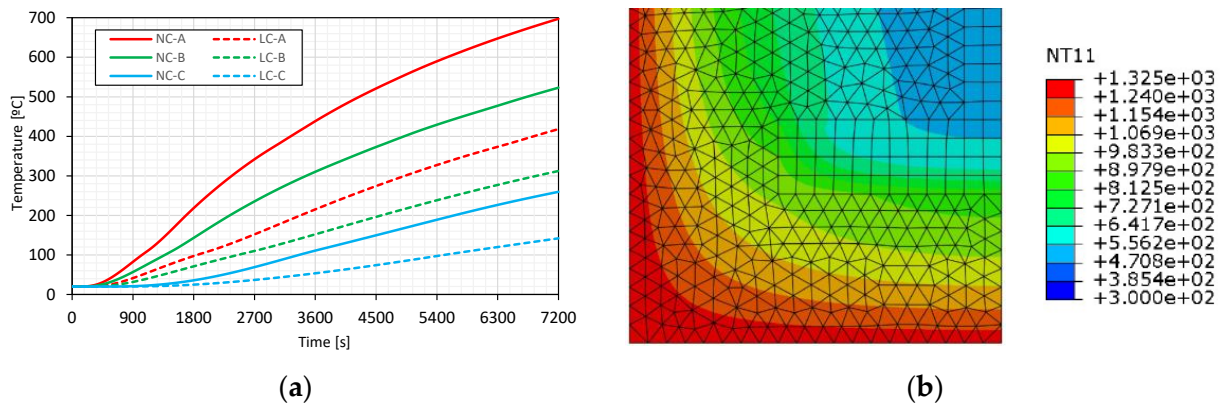 700
600
500
400
300
200
100
0
Temperature [ºC]
NC-A LC-A
NC-B LC-B
NC-C LC-C
0 900 1800 2700 3600 4500 5400 6300 7200
Time [s]
(a)
NT11
+1.325e+03
+1.240e+03
+1.154e+03
+1.069e+03
+9.833e+02
+8.979e+02
+8.125e+02
+7.271e+02
+6.417e+02
+5.562e+02
+4.708e+02
+3.854e+02
+3.000e+02
(b)